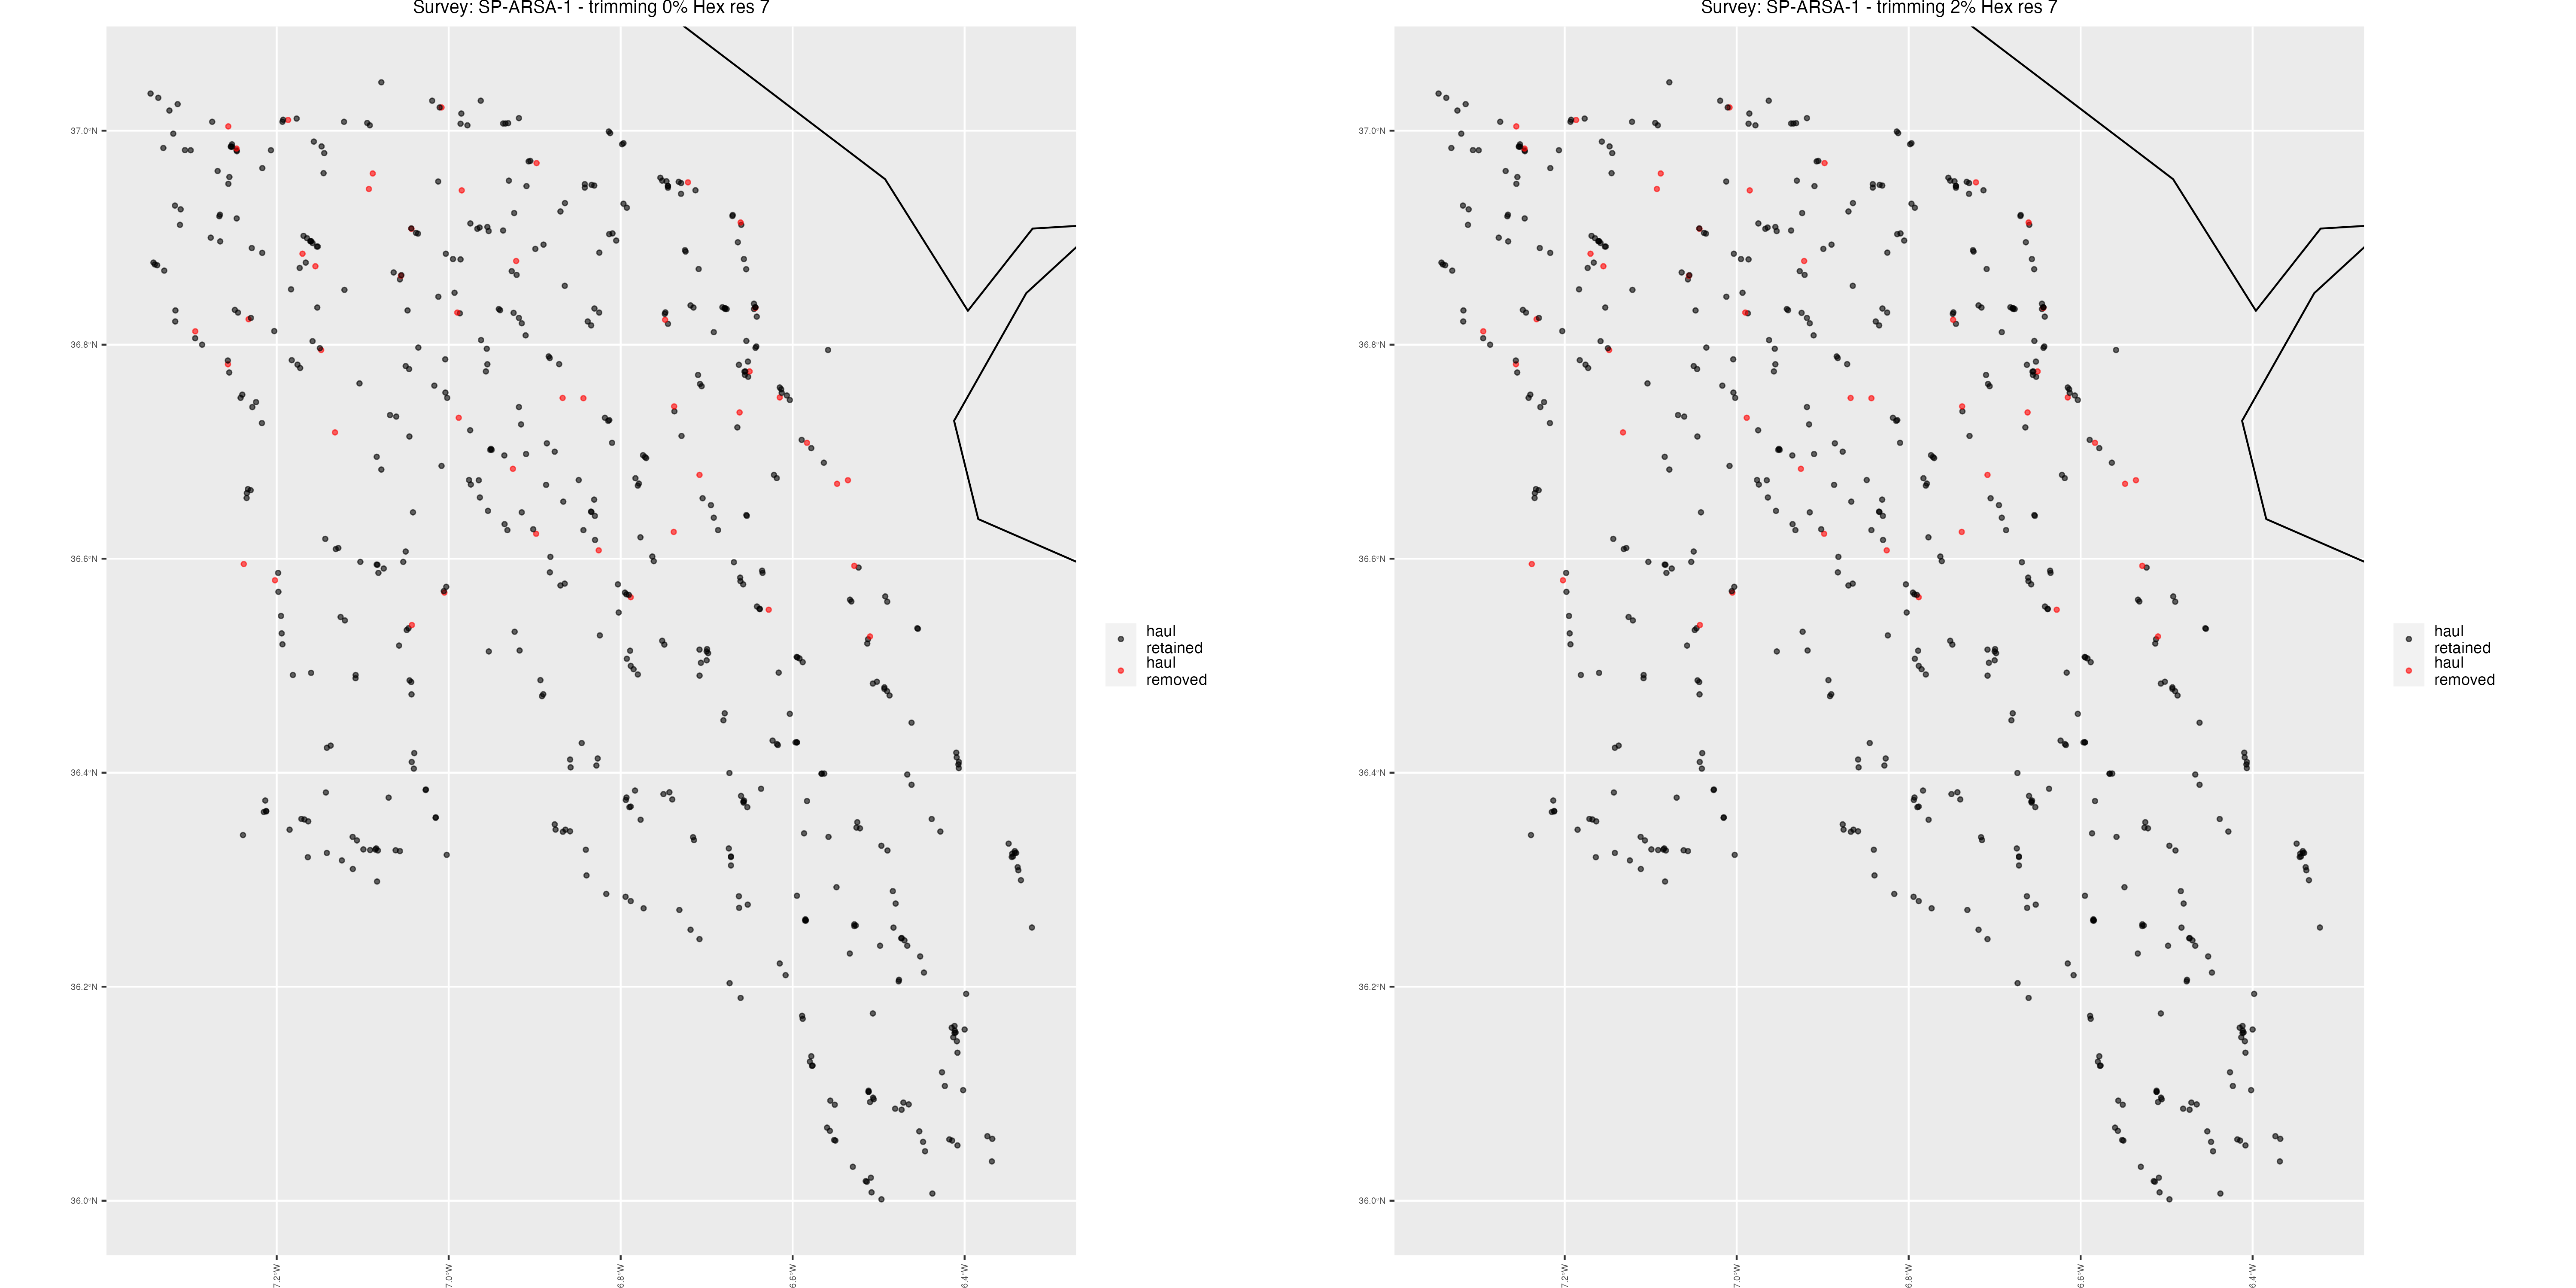 Survey: SP-ARSA-1 - trimming 0% Hex res 7
37.0°N
36.8°N
36.6°N
36.4°N
36.2°N
36.0°N
7.2°W
7.0°W
6.8°W
6.6°W
6.4°W
haul
retained
haul
removed
Survey: SP-ARSA-1 - trimming 2% Hex res 7
37.0°N
36.8°N
36.6°N
36.4°N
36.2°N
36.0°N
7.2°W
7.0°W
6.8°W
6.6°W
6.4°W
haul
retained
haul
removed